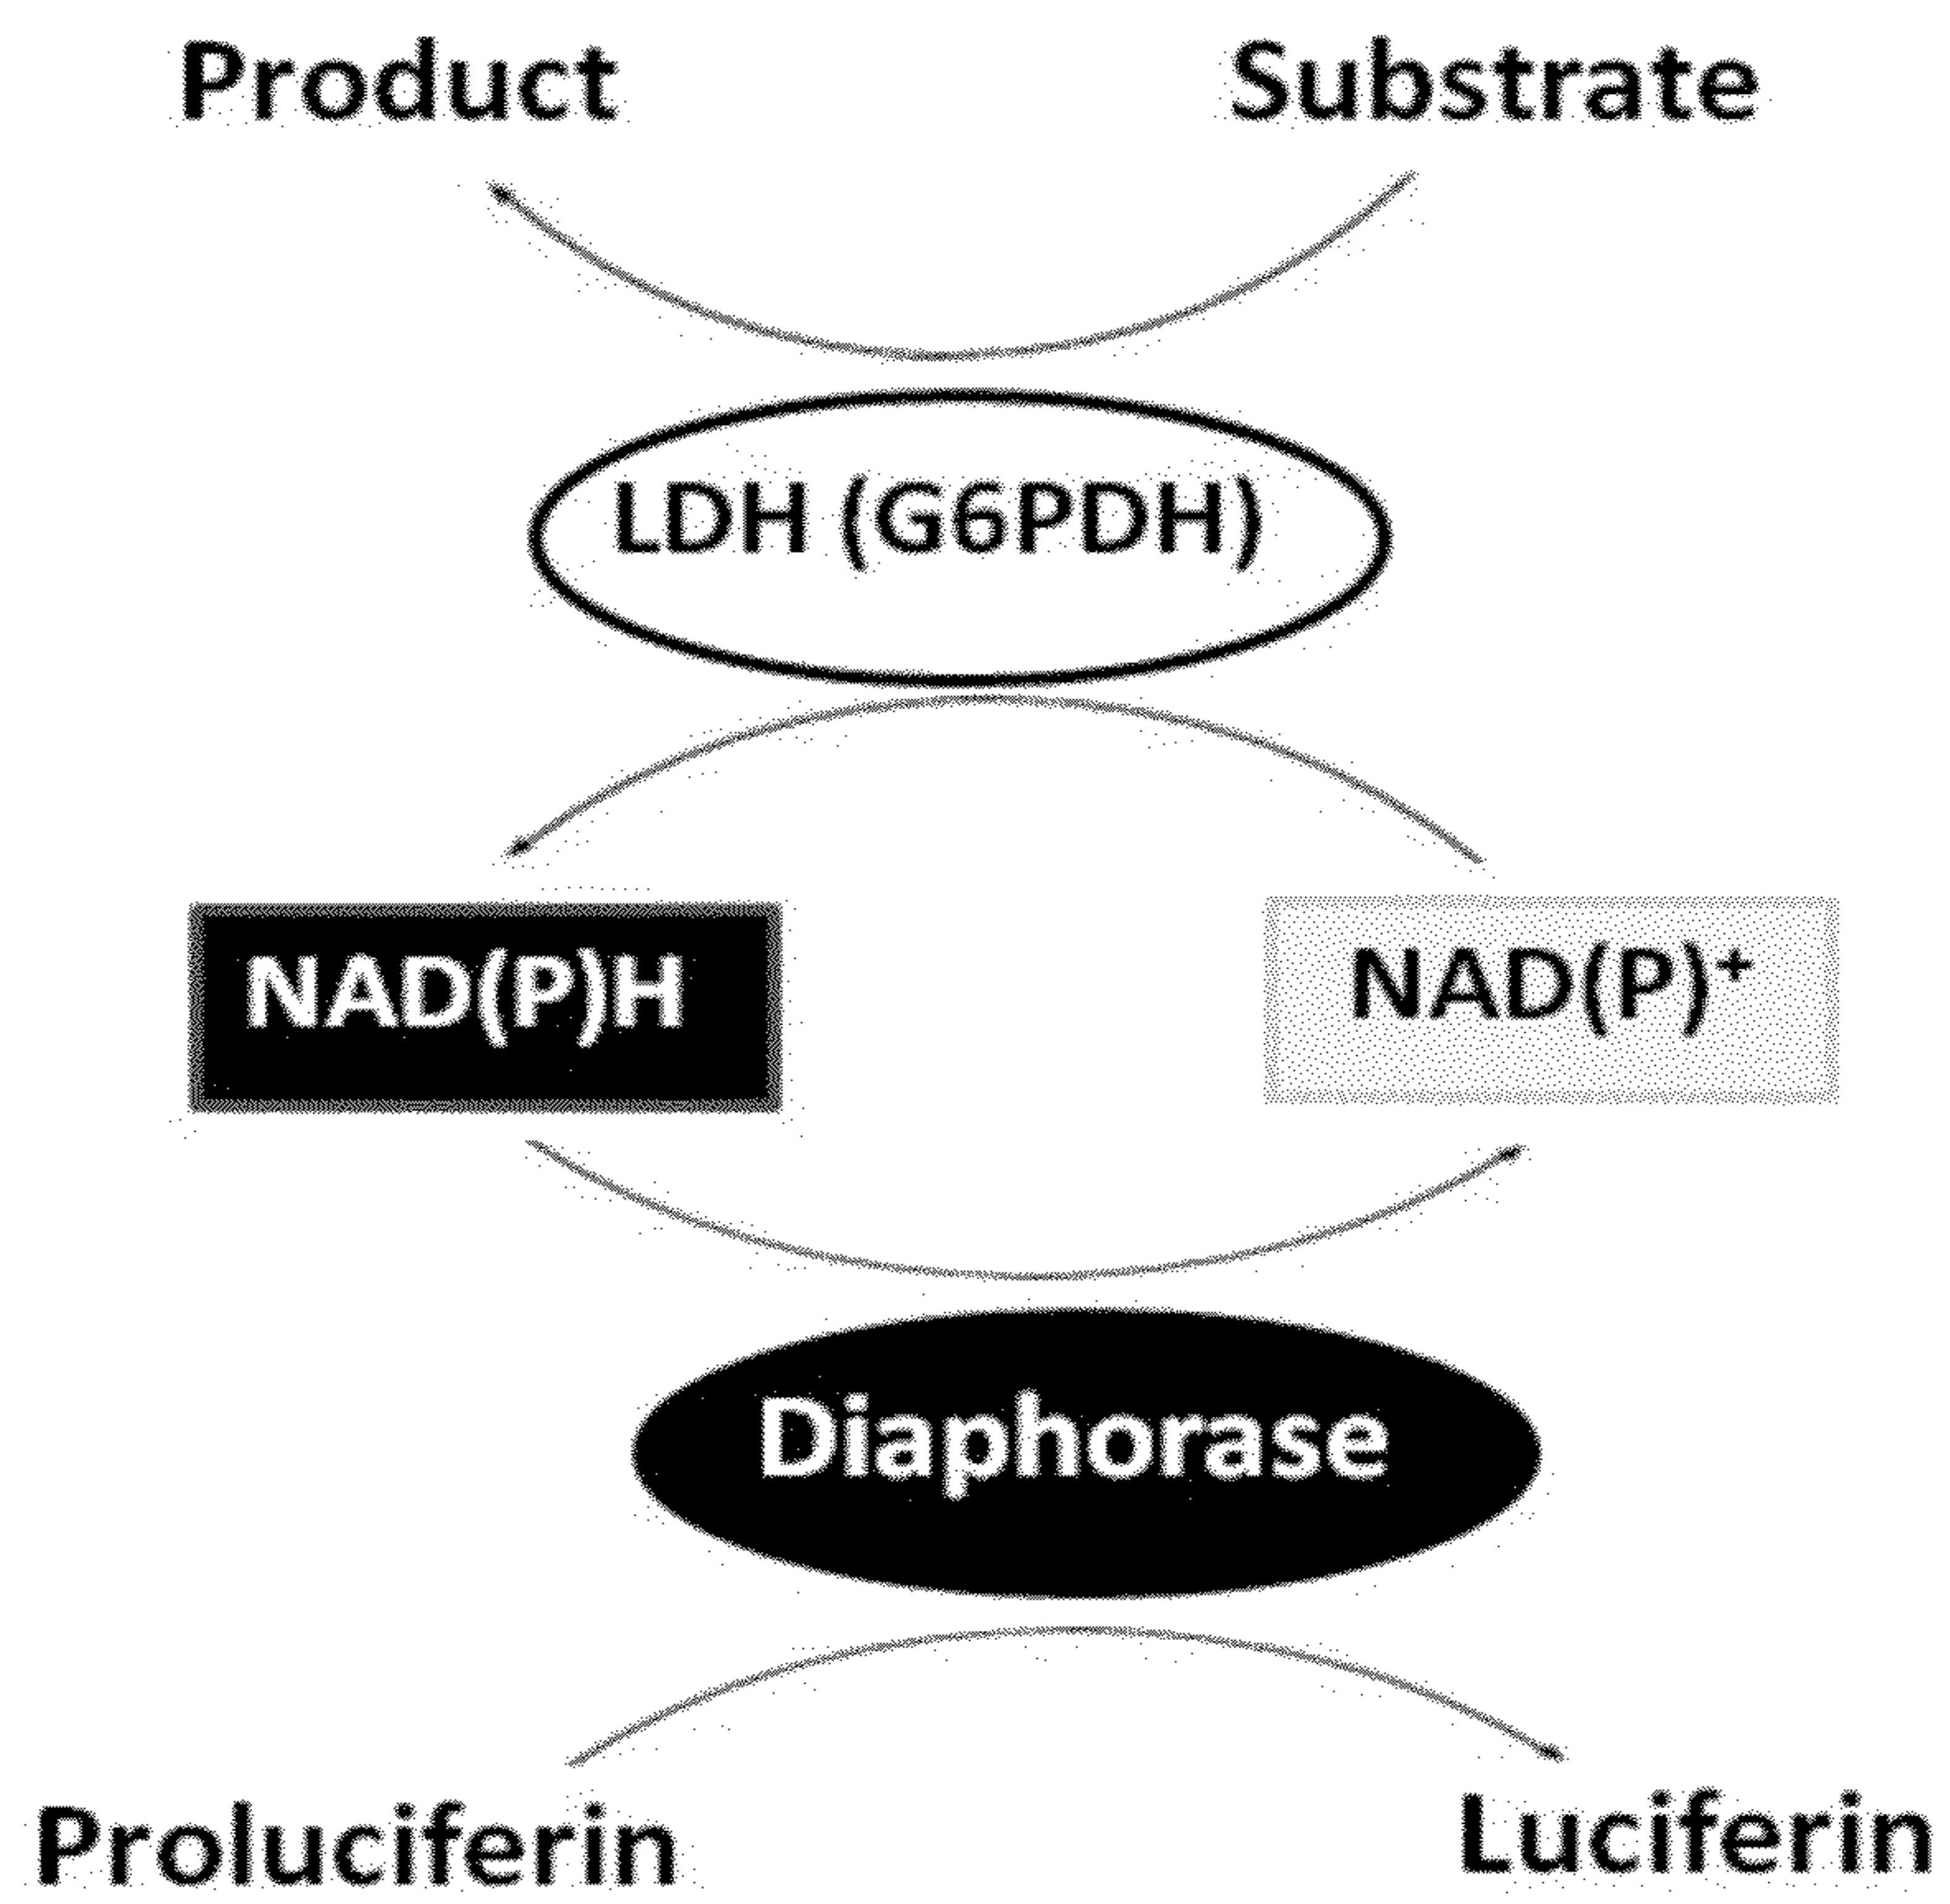 Product
Substrate
LDH (G6PDH)
NAD(P)H
NAD(P)⁺
Diaphorase
Proluciferin
Luciferin